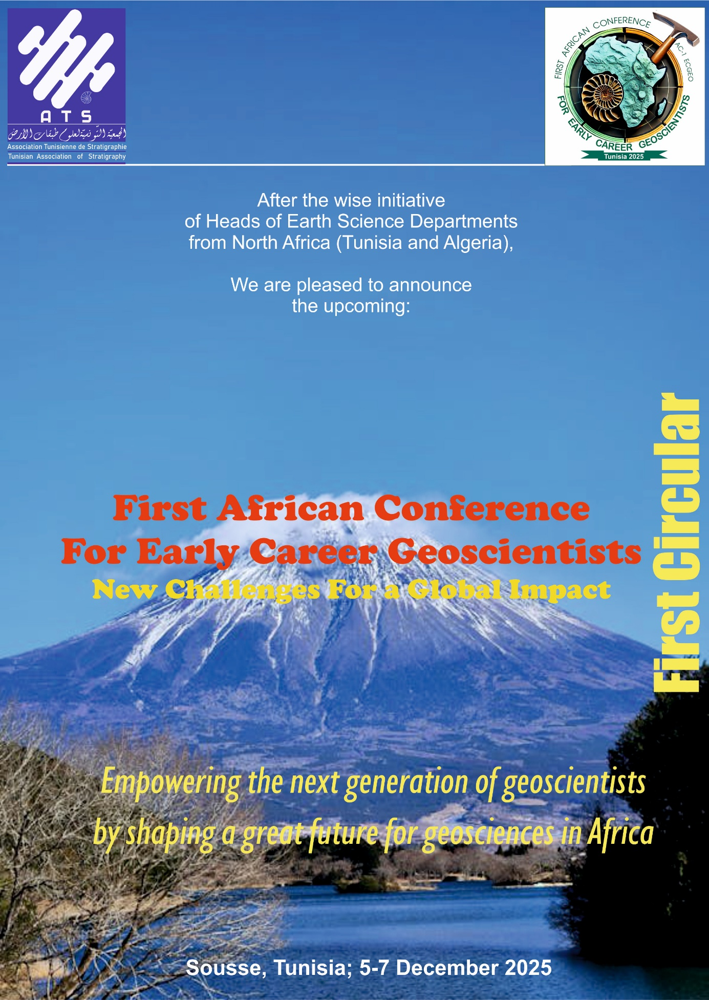 ATS
الجمعيّة التّونسيّة لعلوم طبقات الأرض
Association Tunisienne de Stratigraphie
Tunisian Association of Stratigraphy
FIRST AFRICAN CONFERENCE
AC-1 ECGEO
FOR EARLY CAREER GEOSCIENTISTS
Tunisia 2025
After the wise initiative
of Heads of Earth Science Departments
from North Africa (Tunisia and Algeria),
We are pleased to announce
the upcoming:
First African Conference
For Early Career Geoscientists
New Challenges For a Global Impact
First Circular
Empowering the next generation of geoscientists
by shaping a great future for geosciences in Africa
Sousse, Tunisia; 5-7 December 2025